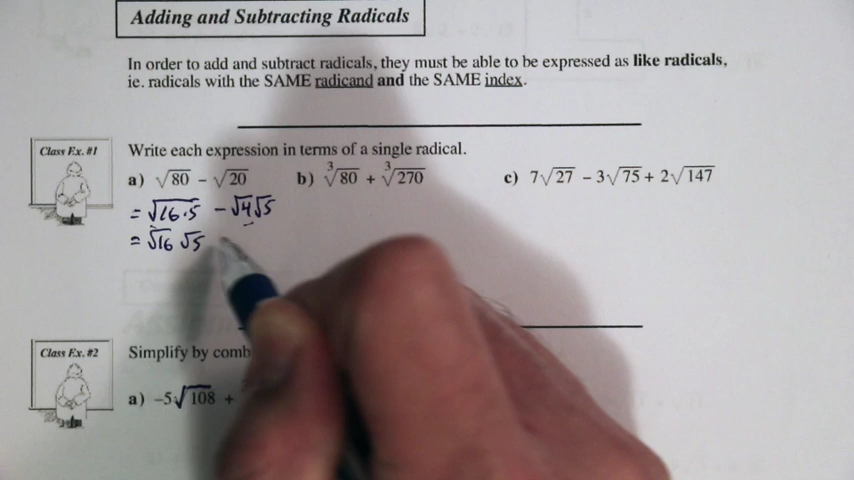 Adding and Subtracting Radicals
In order to add and subtract radicals, they must be able to be expressed as like radicals,
ie. radicals with the SAME radicand and the SAME index.
Class Ex. #1
Write each expression in terms of a single radical.
a) √80 − √20 b) ∛80 + ∛270 c) 7√27 − 3√75 + 2√147
= √16·5 − √4√5
= √16 √5
Class Ex. #2
Simplify by comb
a) −5√108 +